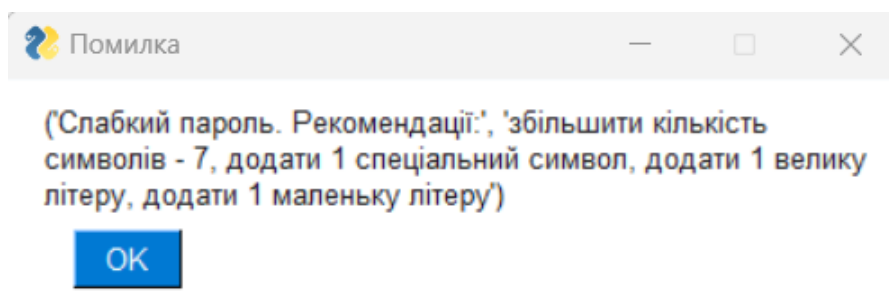 Помилка
('Слабкий пароль. Рекомендації:', 'збільшити кількість
символів - 7, додати 1 спеціальний символ, додати 1 велику
літеру, додати 1 маленьку літеру')
OK